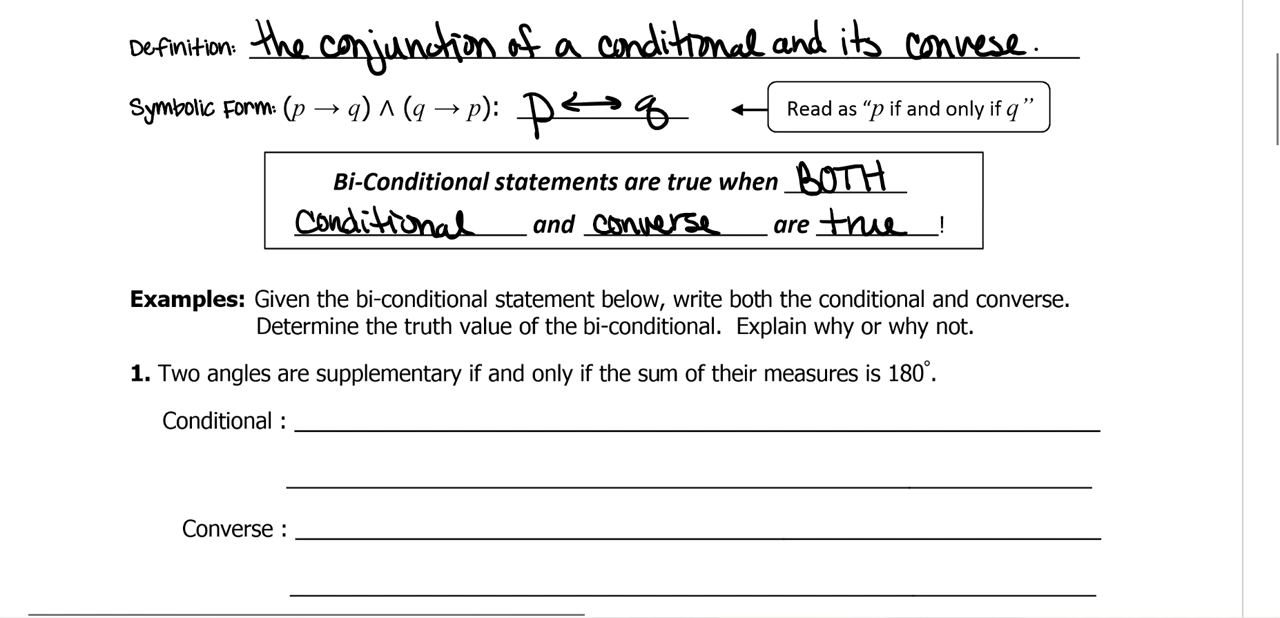 Definition: the conjunction of a conditional and its convese.
Symbolic Form: (p → q) ∧ (q → p): p ↔ q ← Read as “p if and only if q”
Bi-Conditional statements are true when BOTH
conditional and converse are true !
Examples: Given the bi-conditional statement below, write both the conditional and converse.
Determine the truth value of the bi-conditional. Explain why or why not.
1. Two angles are supplementary if and only if the sum of their measures is 180°.
Conditional :
Converse :